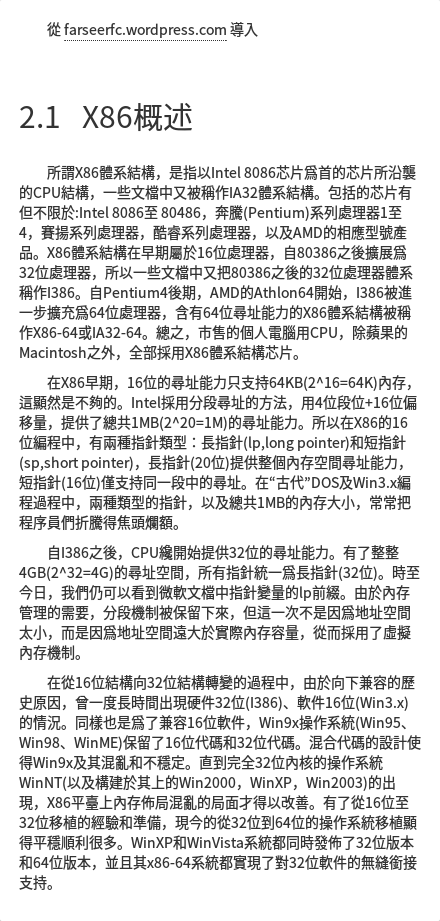 從 farseerfc.wordpress.com 導入
2.1 X86概述
所謂X86體系結構，是指以Intel 8086芯片爲首的芯片所沿襲
的CPU結構，一些文檔中又被稱作IA32體系結構。包括的芯片有
但不限於:Intel 8086至 80486，奔騰(Pentium)系列處理器1至
4，賽揚系列處理器，酷睿系列處理器，以及AMD的相應型號產
品。X86體系結構在早期屬於16位處理器，自80386之後擴展爲
32位處理器，所以一些文檔中又把80386之後的32位處理器體系
稱作I386。自Pentium4後期，AMD的Athlon64開始，I386被進
一步擴充爲64位處理器，含有64位尋址能力的X86體系結構被稱
作X86-64或IA32-64。總之，市售的個人電腦用CPU，除蘋果的
Macintosh之外，全部採用X86體系結構芯片。
在X86早期，16位的尋址能力只支持64KB(2^16=64K)內存，
這顯然是不夠的。Intel採用分段尋址的方法，用4位段位+16位偏
移量，提供了總共1MB(2^20=1M)的尋址能力。所以在X86的16
位編程中，有兩種指針類型：長指針(lp,long pointer)和短指針
(sp,short pointer)，長指針(20位)提供整個內存空間尋址能力，
短指針(16位)僅支持同一段中的尋址。在“古代”DOS及Win3.x編
程過程中，兩種類型的指針，以及總共1MB的內存大小，常常把
程序員們折騰得焦頭爛額。
自I386之後，CPU纔開始提供32位的尋址能力。有了整整
4GB(2^32=4G)的尋址空間，所有指針統一爲長指針(32位)。時至
今日，我們仍可以看到微軟文檔中指針變量的lp前綴。由於內存
管理的需要，分段機制被保留下來，但這一次不是因爲地址空間
太小，而是因爲地址空間遠大於實際內存容量，從而採用了虛擬
內存機制。
在從16位結構向32位結構轉變的過程中，由於向下兼容的歷
史原因，曾一度長時間出現硬件32位(I386)、軟件16位(Win3.x)
的情況。同樣也是爲了兼容16位軟件，Win9x操作系統(Win95、
Win98、WinME)保留了16位代碼和32位代碼。混合代碼的設計使
得Win9x及其混亂和不穩定。直到完全32位內核的操作系統
WinNT(以及構建於其上的Win2000，WinXP，Win2003)的出
現，X86平臺上內存佈局混亂的局面才得以改善。有了從16位至
32位移植的經驗和準備，現今的從32位到64位的操作系統移植顯
得平穩順利很多。WinXP和WinVista系統都同時發佈了32位版本
和64位版本，並且其x86-64系統都實現了對32位軟件的無縫銜接
支持。